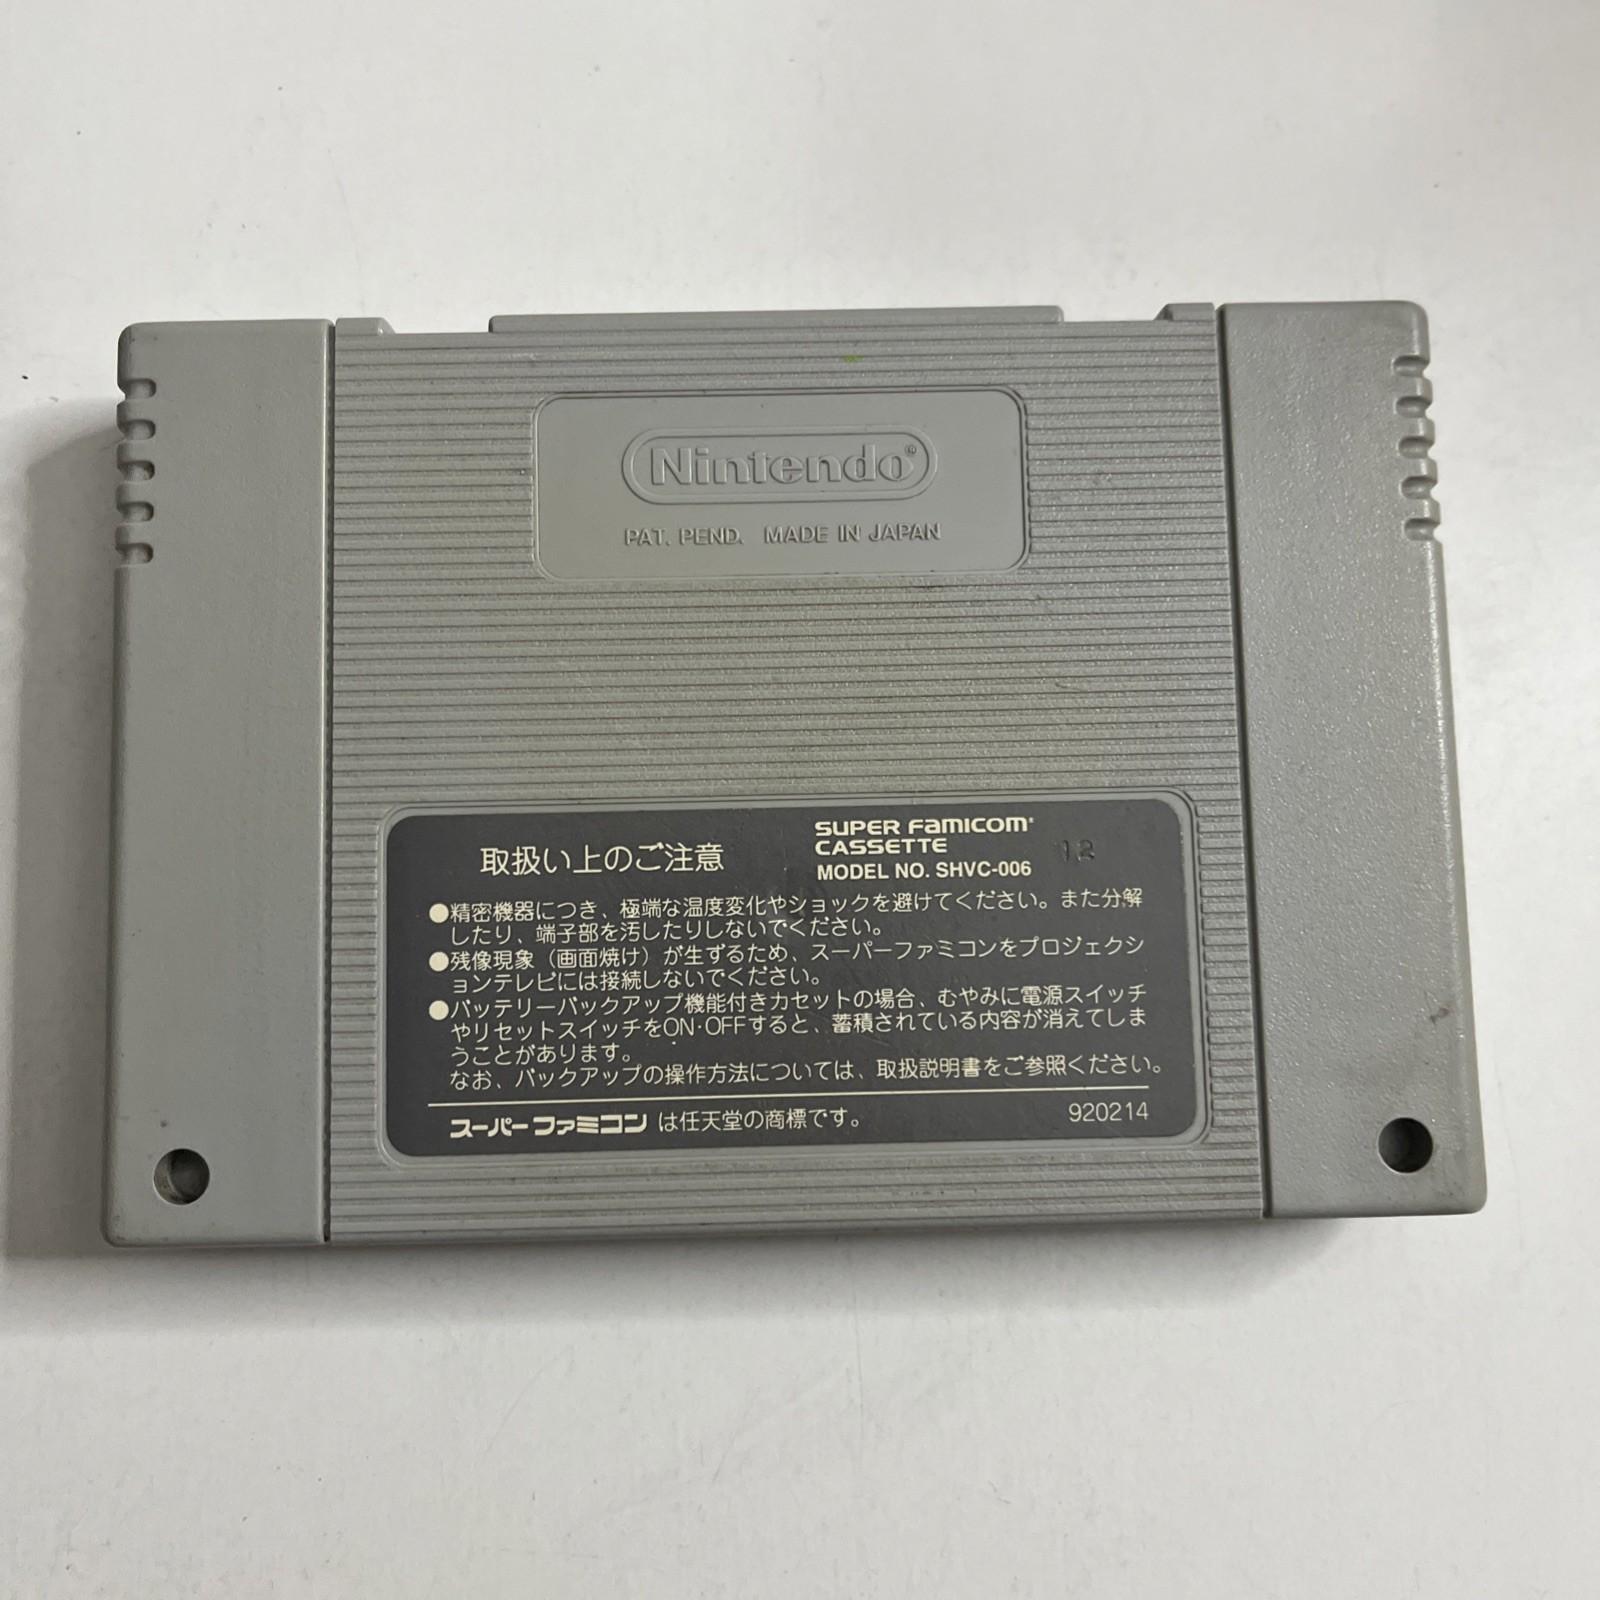 Nintendo®
PAT. PEND. MADE IN JAPAN
取扱い上のご注意
SUPER FAMICOM®
CASSETTE
MODEL NO. SHVC-006
12
●精密機器につき、極端な温度変化やショックを避けてください。また分解
したり、端子部を汚したりしないでください。
●残像現象(画面焼け)が生ずるため、スーパーファミコンをプロジェクシ
ョンテレビには接続しないでください。
●バッテリーバックアップ機能付きカセットの場合、むやみに電源スイッチ
やリセットスイッチをON・OFFすると、蓄積されている内容が消えてしま
うことがあります。
なお、バックアップの操作方法については、取扱説明書をご参照ください。
スーパーファミコン は任天堂の商標です。
920214